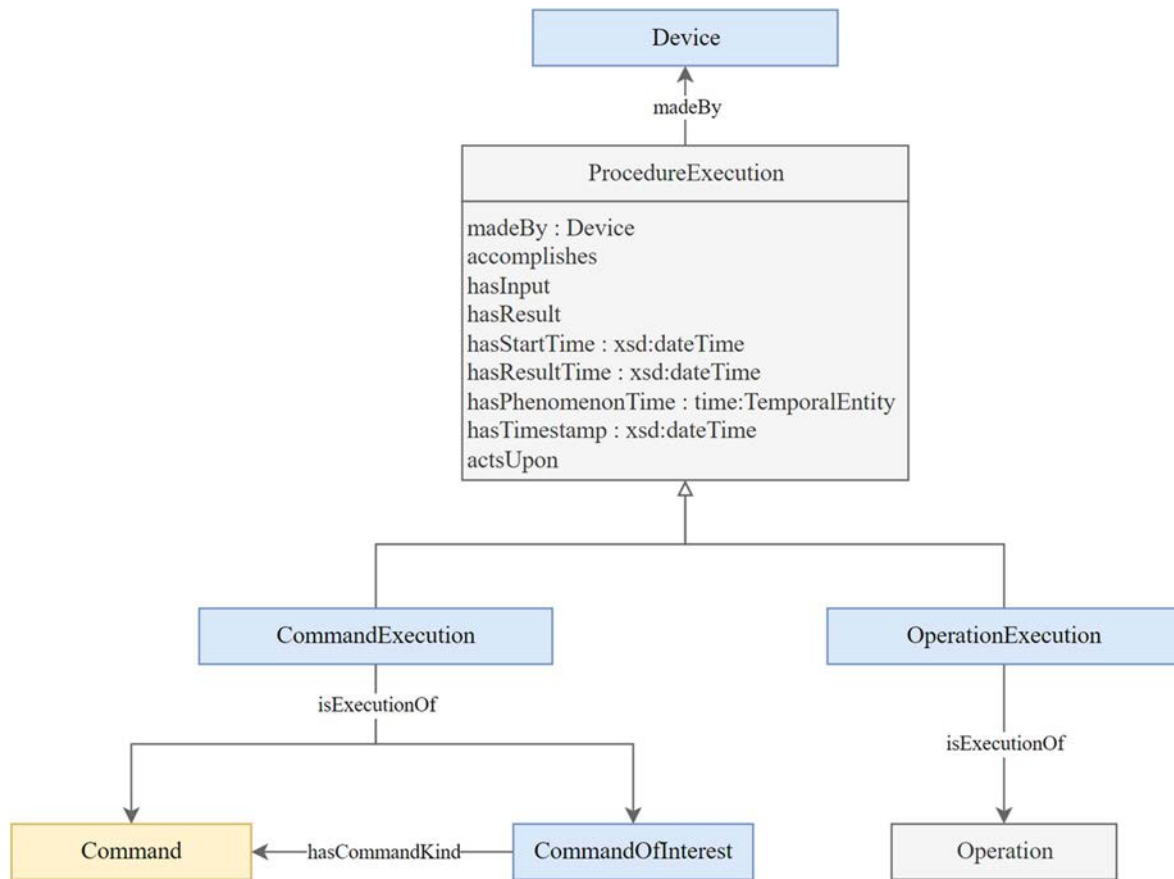 Device
madeBy
ProcedureExecution
madeBy : Device
accomplishes
hasInput
hasResult
hasStartTime : xsd:dateTime
hasResultTime : xsd:dateTime
hasPhenomenonTime : time:TemporalEntity
hasTimestamp : xsd:dateTime
actsUpon
CommandExecution
OperationExecution
isExecutionOf
isExecutionOf
Command
hasCommandKind
CommandOfInterest
Operation